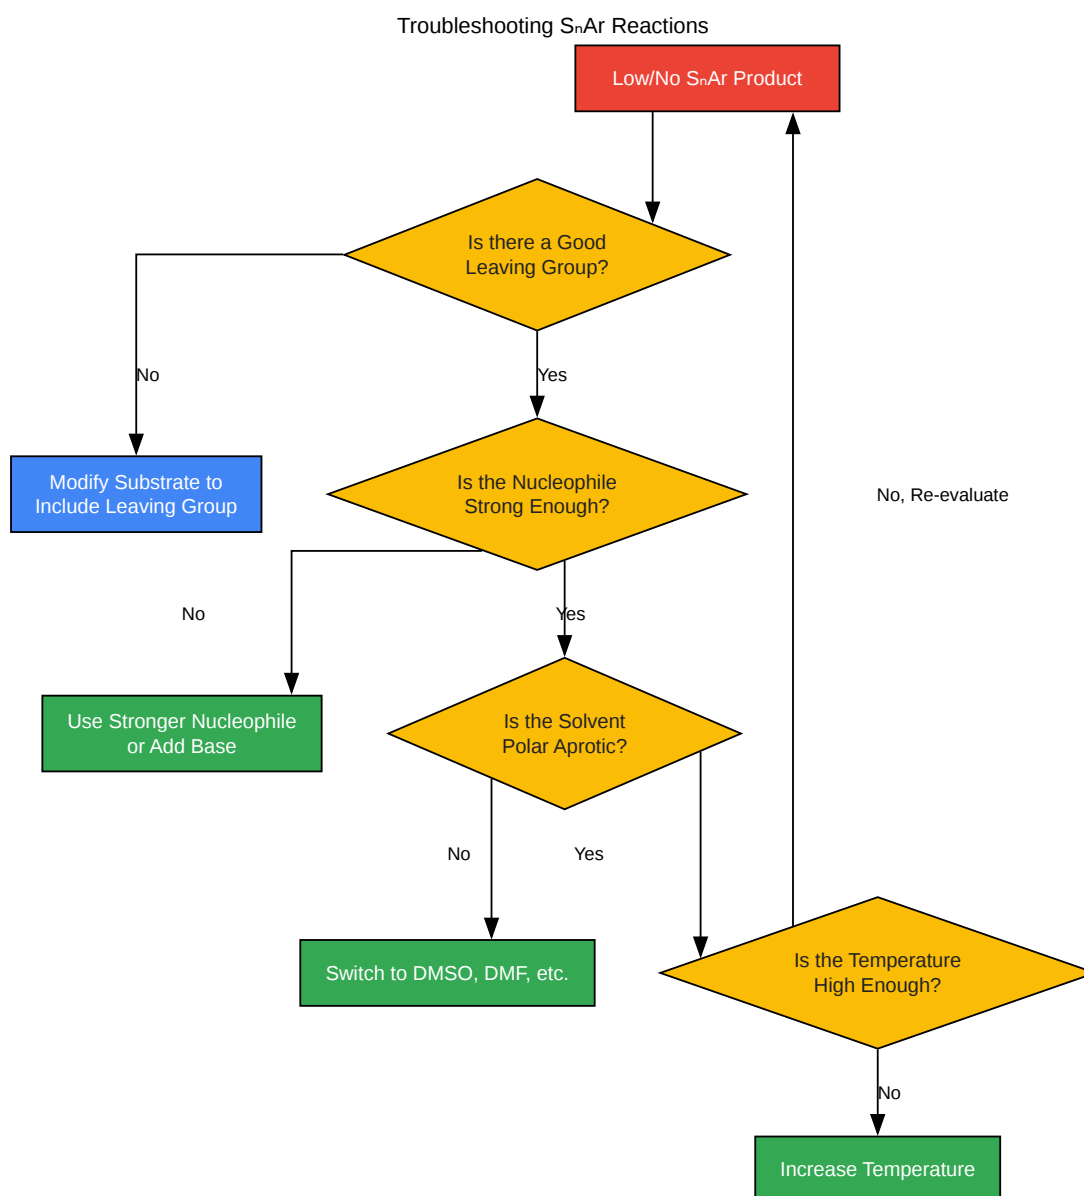 Troubleshooting SₙAr Reactions
Low/No SₙAr Product
Is there a Good
Leaving Group?
No
Yes
Modify Substrate to
Include Leaving Group
Is the Nucleophile
Strong Enough?
No, Re-evaluate
No
Yes
Use Stronger Nucleophile
or Add Base
Is the Solvent
Polar Aprotic?
No
Yes
Switch to DMSO, DMF, etc.
Is the Temperature
High Enough?
No
Increase Temperature